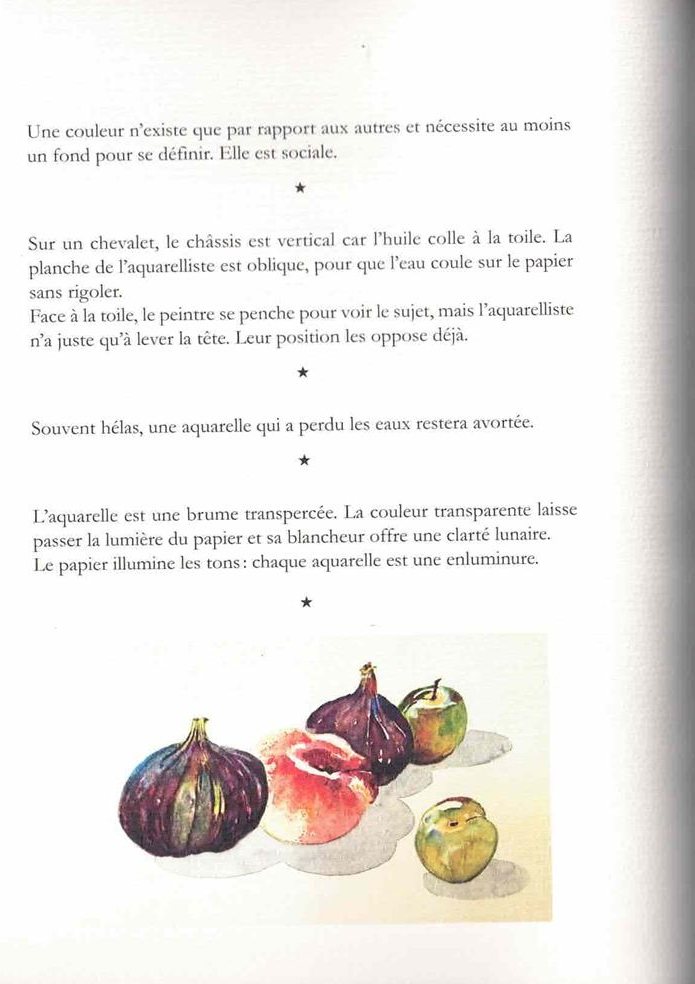 Une couleur n'existe que par rapport aux autres et nécessite au moins
un fond pour se définir. Elle est sociale.
★
Sur un chevalet, le châssis est vertical car l'huile colle à la toile. La
planche de l'aquarelliste est oblique, pour que l'eau coule sur le papier
sans rigoler.
Face à la toile, le peintre se penche pour voir le sujet, mais l'aquarelliste
n'a juste qu'à lever la tête. Leur position les oppose déjà.
★
Souvent hélas, une aquarelle qui a perdu les eaux restera avortée.
★
L'aquarelle est une brume transpercée. La couleur transparente laisse
passer la lumière du papier et sa blancheur offre une clarté lunaire.
Le papier illumine les tons : chaque aquarelle est une enluminure.
★